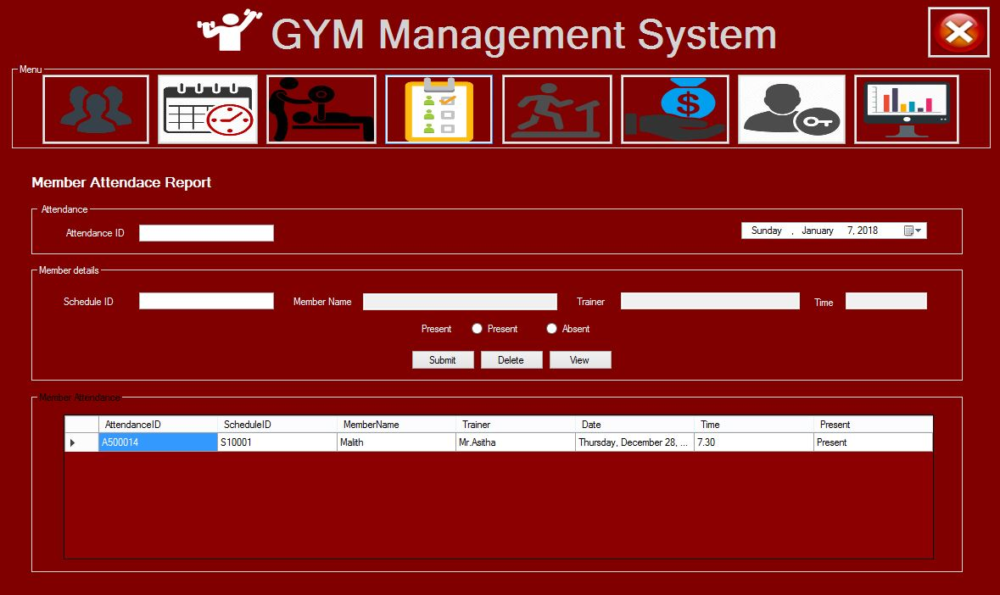 GYM Management System
Menu
$
Member Attendace Report
Attendance
Attendance ID
Sunday , January 7, 2018
Member details
Schedule ID Member Name Trainer Time
Present Present Absent
Submit Delete View
Member Attendance
AttendanceID ScheduleID MemberName Trainer Date Time Present
A500014 S10001 Malith Mr.Asitha Thursday, December 28, ... 7.30 Present